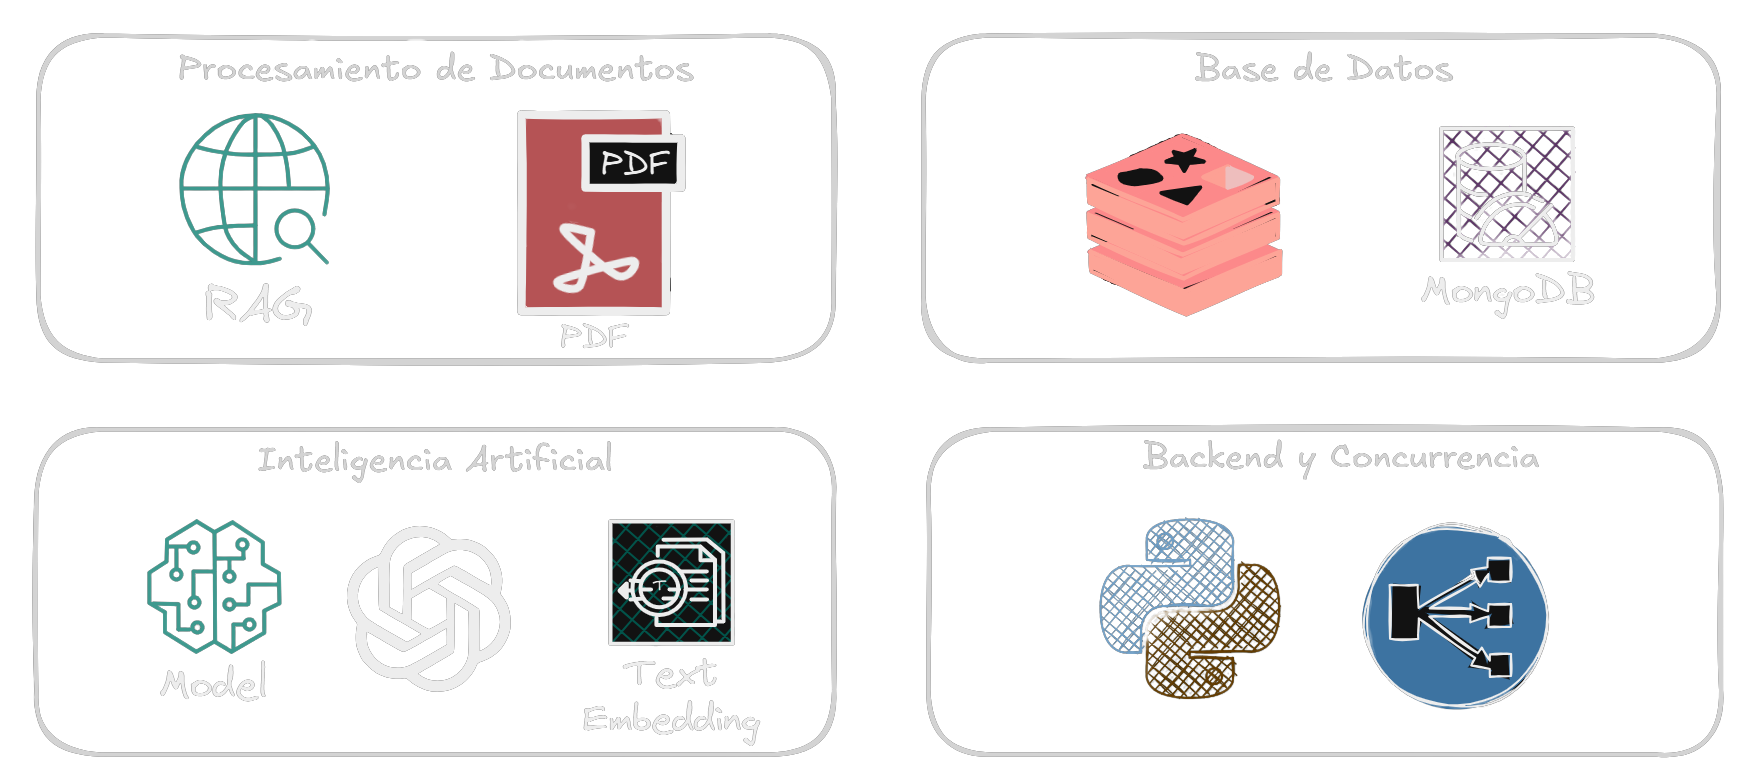 Procesamiento de Documentos
PDF
RAG
PDF
Base de Datos
MongoDB
Inteligencia Artificial
T
Model
Text
Embedding
Backend y Concurrencia